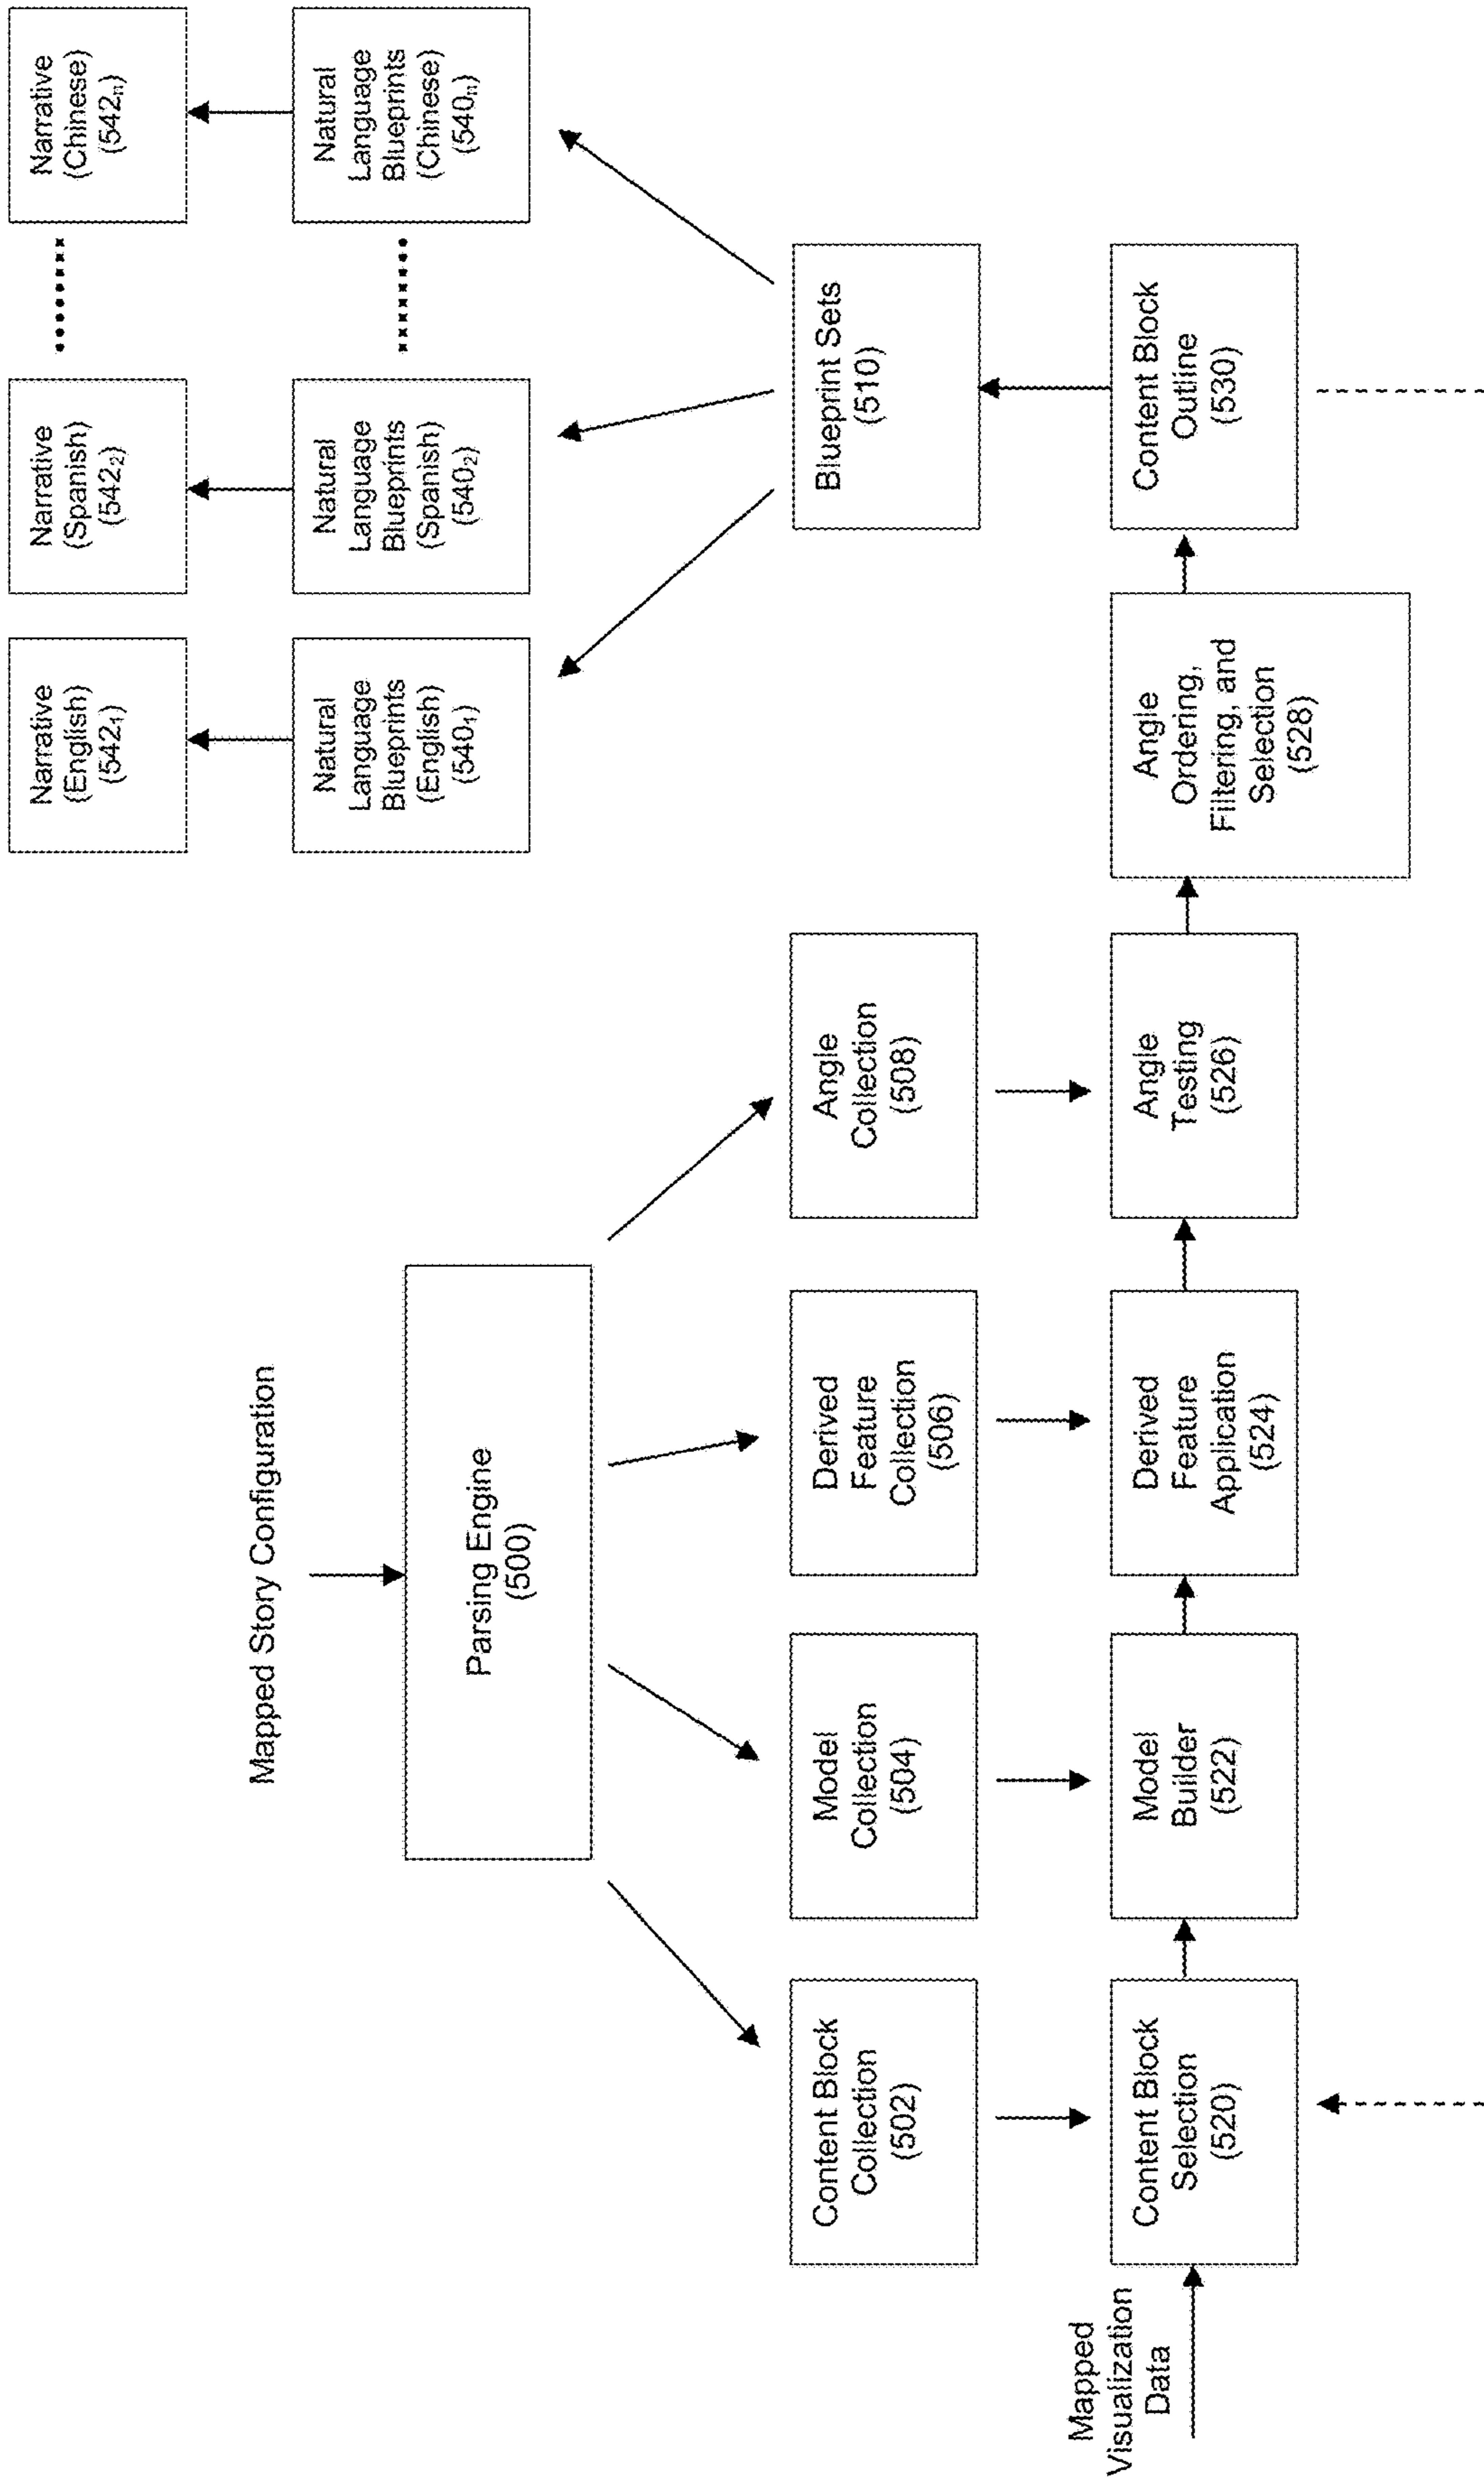 Mapped Story Configuration
Parsing Engine
(500)
Content Block
Collection
(502)
Model
Collection
(504)
Derived
Feature
Collection
(506)
Angle
Collection
(508)
Mapped
Visualization
Data
Content Block
Selection
(520)
Model
Builder
(522)
Derived
Feature
Application
(524)
Angle
Testing
(526)
Angle
Ordering,
Filtering, and
Selection
(528)
Content Block
Outline
(530)
Blueprint Sets
(510)
Natural
Language
Blueprints
(English)
(540₁)
Natural
Language
Blueprints
(Spanish)
(540₂)
Natural
Language
Blueprints
(Chinese)
(540ₙ)
Narrative
(English)
(542₁)
Narrative
(Spanish)
(542₂)
Narrative
(Chinese)
(542ₙ)